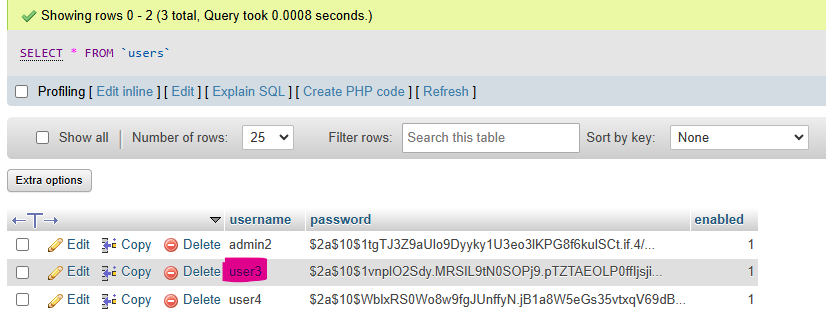 Showing rows 0 - 2 (3 total, Query took 0.0008 seconds.)
SELECT * FROM `users`
Profiling [ Edit inline ] [ Edit ] [ Explain SQL ] [ Create PHP code ] [ Refresh ]
Show all Number of rows: 25 Filter rows: Search this table Sort by key: None
Extra options
←T→ username password enabled
Edit Copy Delete admin2 $2a$10$1tgTJ3Z9aUIo9Dyyky1U3eo3lKPG8f6kulSCt.if.4/... 1
Edit Copy Delete user3 $2a$10$1vnplO2Sdy.MRSlL9tN0SOPj9.pTZTAEOLP0ffljsji... 1
Edit Copy Delete user4 $2a$10$WblxRS0Wo8w9fgJUnffyN.jB1a8W5eGs35vtxqV69dB... 1